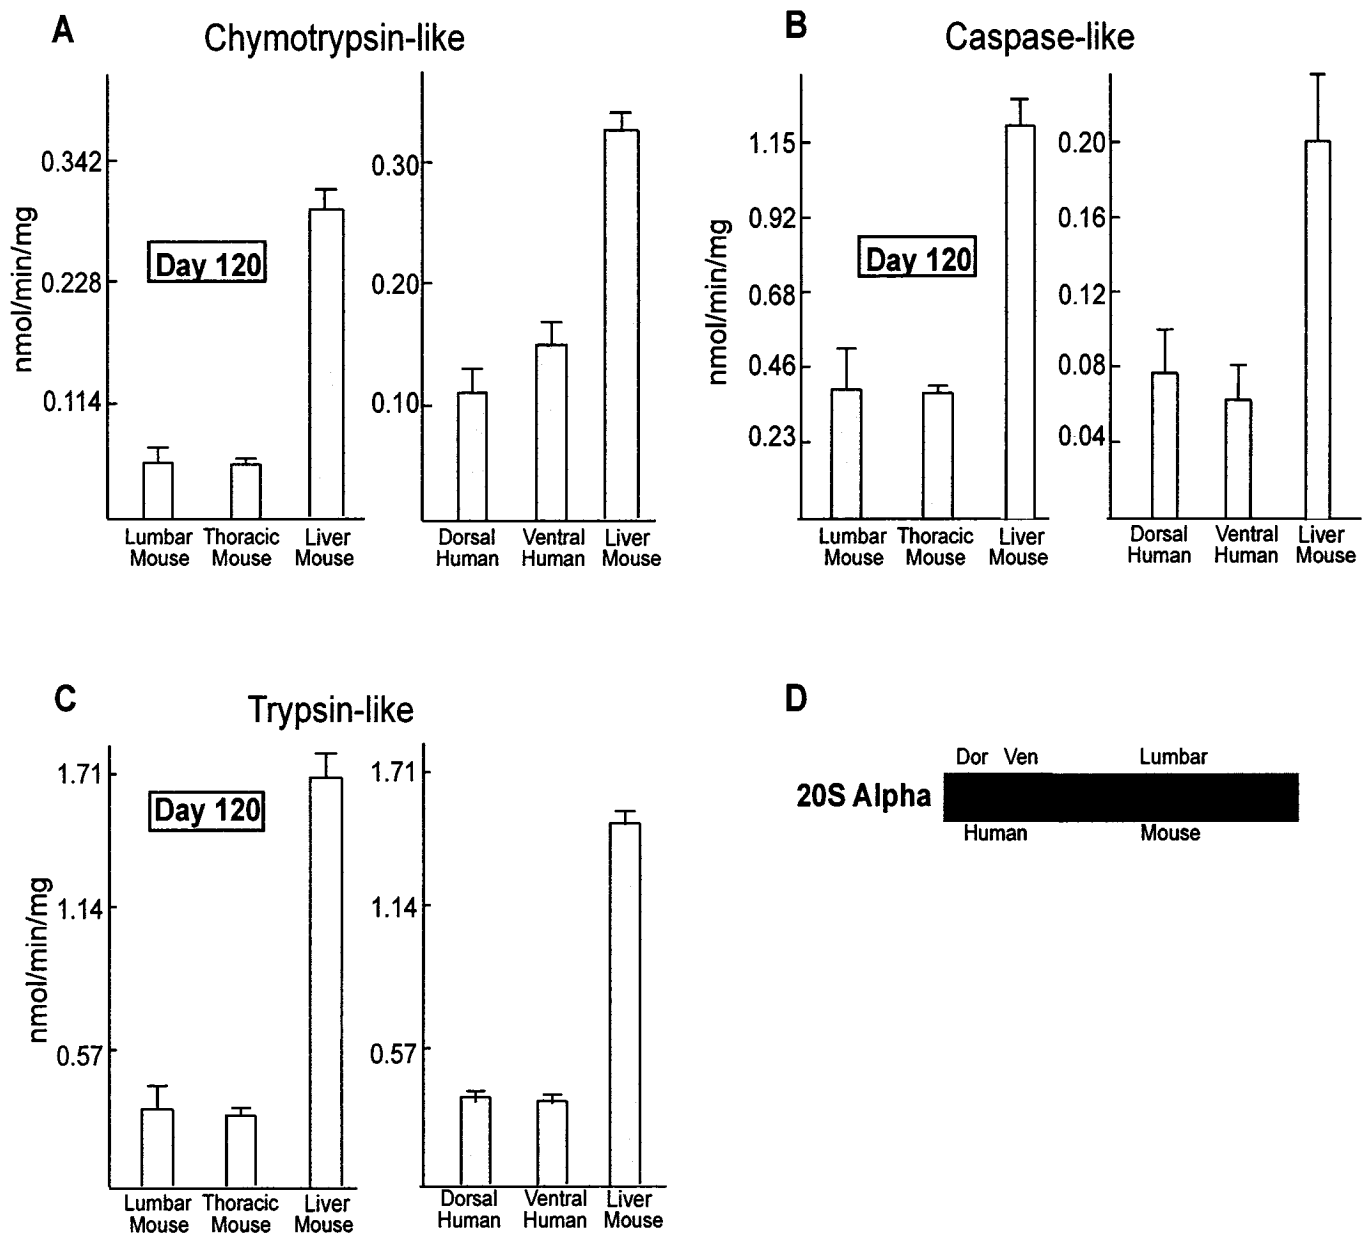 A
Chymotrypsin-like
nmol/min/mg
0.342
0.228
0.114
Day 120
Lumbar Mouse
Thoracic Mouse
Liver Mouse
0.30
0.20
0.10
Dorsal Human
Ventral Human
Liver Mouse
B
Caspase-like
nmol/min/mg
1.15
0.92
0.68
0.46
0.23
Day 120
Lumbar Mouse
Thoracic Mouse
Liver Mouse
0.20
0.16
0.12
0.08
0.04
Dorsal Human
Ventral Human
Liver Mouse
C
Trypsin-like
nmol/min/mg
1.71
1.14
0.57
Day 120
Lumbar Mouse
Thoracic Mouse
Liver Mouse
1.71
1.14
0.57
Dorsal Human
Ventral Human
Liver Mouse
D
Dor Ven Lumbar
20S Alpha
Human Mouse